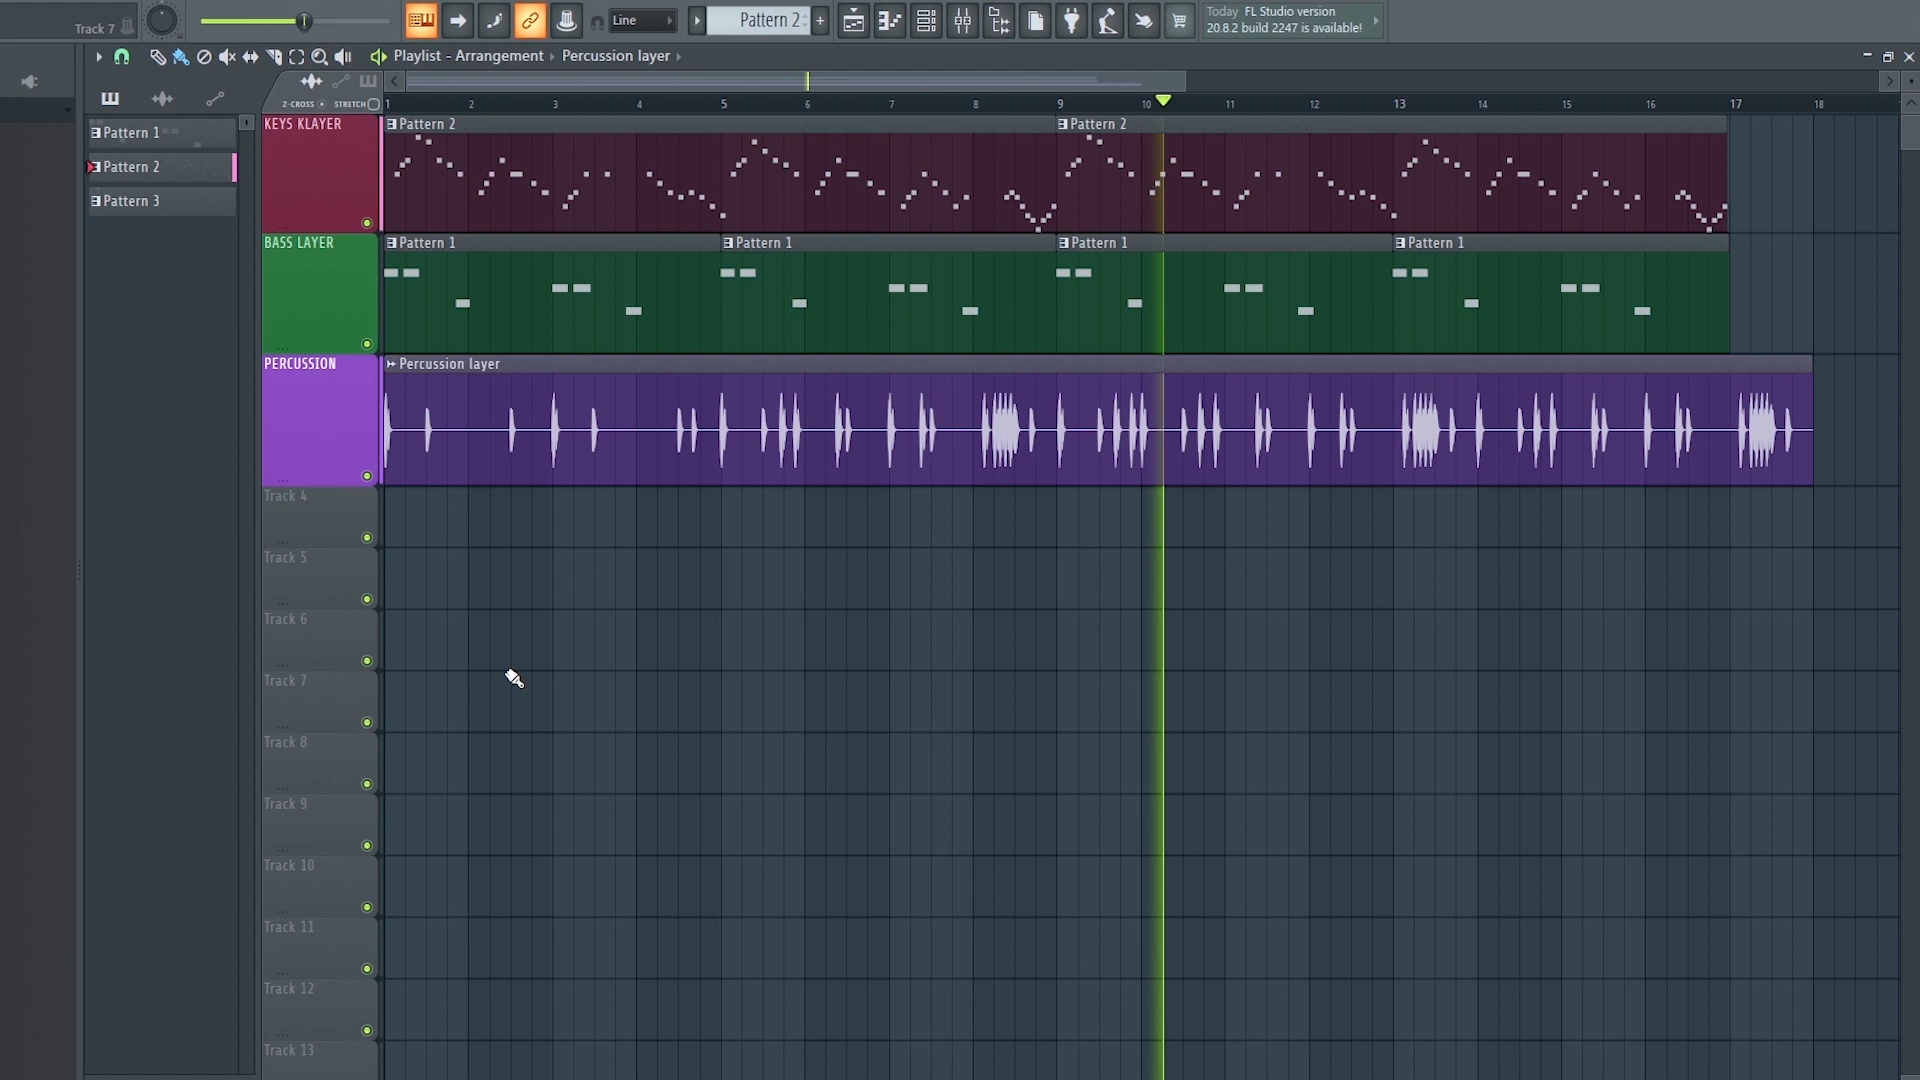 Track 7
Line
Pattern 2
+
Today FL Studio version
20.8.2 build 2247 is available!
Playlist - Arrangement › Percussion layer ›
Z-CROSS STRETCH
1 2 3 4 5 6 7 8 9 10 11 12 13 14 15 16 17 18
Pattern 1
Pattern 2
Pattern 3
KEYS KLAYER
Pattern 2 Pattern 2
BASS LAYER
Pattern 1 Pattern 1 Pattern 1 Pattern 1
PERCUSSION
Percussion layer
Track 4
Track 5
Track 6
Track 7
Track 8
Track 9
Track 10
Track 11
Track 12
Track 13